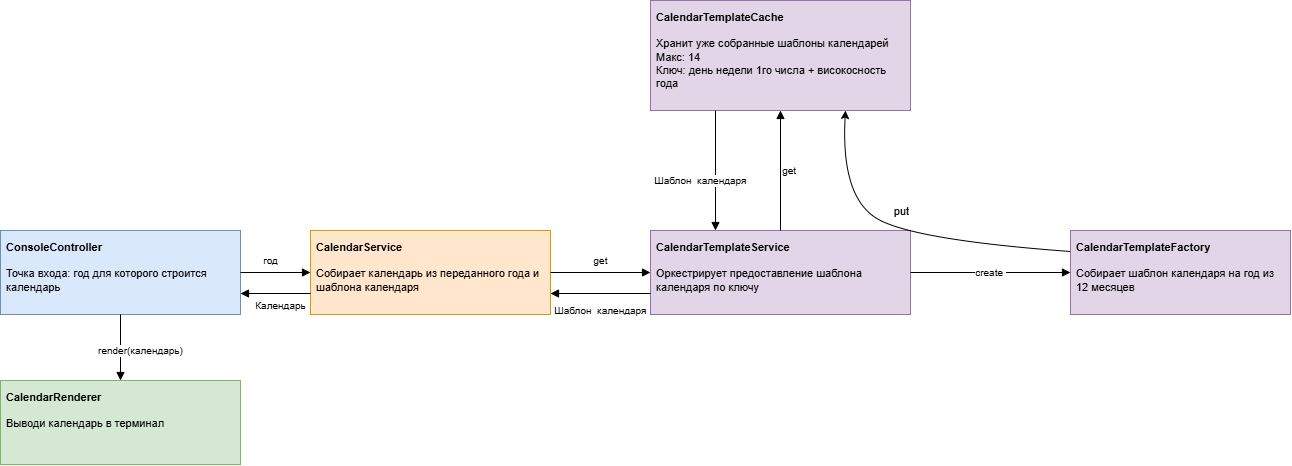 CalendarTemplateCache
Хранит уже собранные шаблоны календарей
Макс: 14
Ключ: день недели 1го числа + високосность
года
Шаблон календаря
get
put
ConsoleController
Точка входа: год для которого строится
календарь
год
Календарь
CalendarService
Собирает календарь из переданного года и
шаблона календаря
get
Шаблон календаря
CalendarTemplateService
Оркестрирует предоставление шаблона
календаря по ключу
create
CalendarTemplateFactory
Собирает шаблон календаря на год из
12 месяцев
render(календарь)
CalendarRenderer
Выводи календарь в терминал